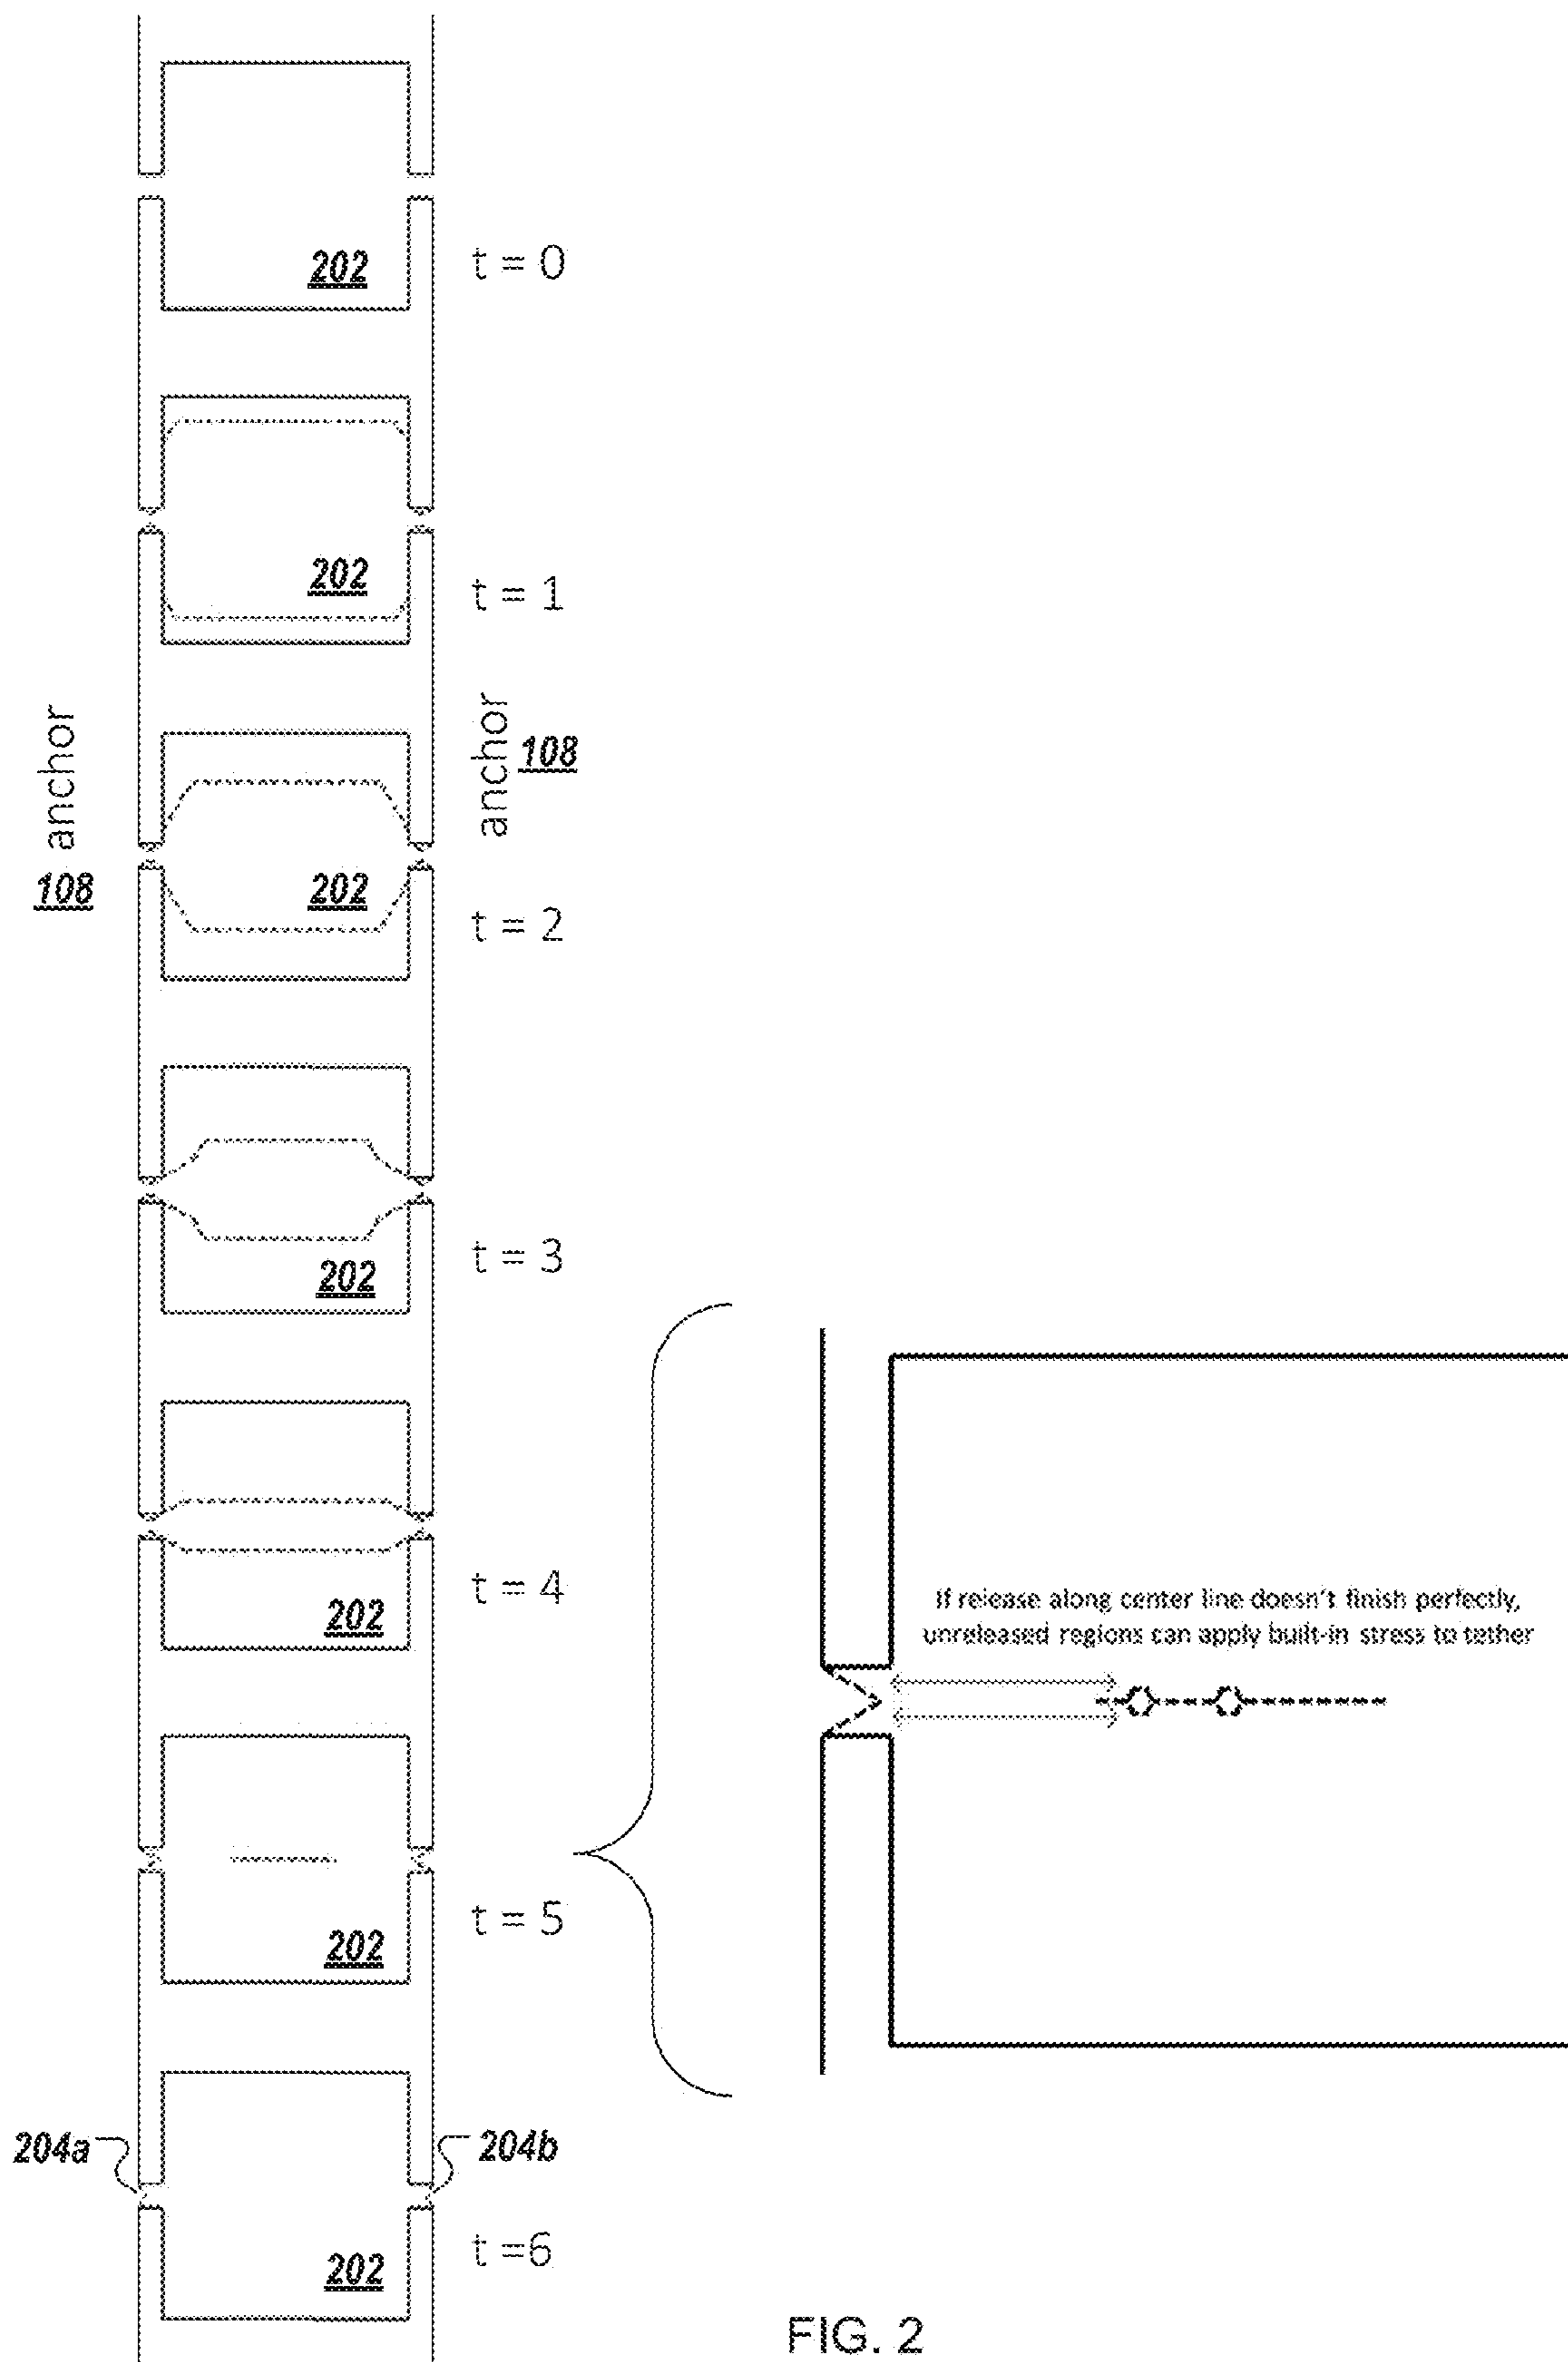 202
t = 0
202
t = 1
anchor
108
anchor
108
202
t = 2
202
t = 3
202
t = 4
If release along center line doesn't finish perfectly,
unreleased regions can apply built-in stress to tether
202
t = 5
204a
204b
202
t =6
FIG. 2